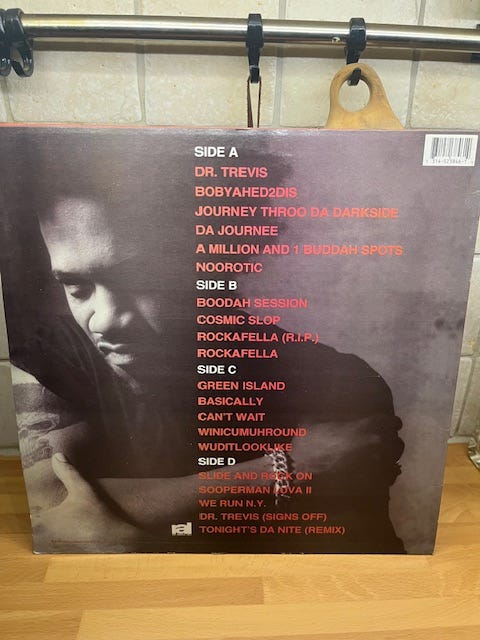 SIDE A
DR. TREVIS
BOBYAHED2DIS
JOURNEY THROO DA DARKSIDE
DA JOURNEE
A MILLION AND 1 BUDDAH SPOTS
NOOROTIC
SIDE B
BOODAH SESSION
COSMIC SLOP
ROCKAFELLA (R.I.P.)
ROCKAFELLA
SIDE C
GREEN ISLAND
BASICALLY
CAN'T WAIT
WINICUMUHROUND
WUDITLOOKLIKE
SIDE D
SLIDE AND ROCK ON
SOOPERMAN LOVA II
WE RUN N.Y.
DR. TREVIS (SIGNS OFF)
TONIGHT'S DA NITE (REMIX)